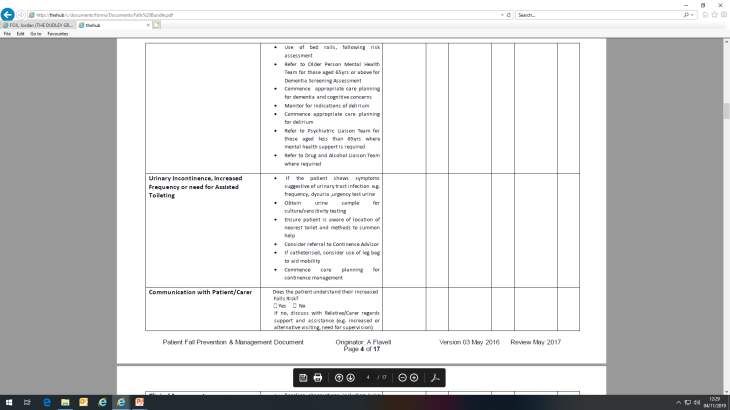 http://thehub/c/documents/forms/Documents/Falls%20Bundle.pdf
Search...
FOX, Jordan (THE DUDLEY GR...
thehub
File Edit Go to Favourites
• Use of bed rails, following risk
assessment
• Refer to Older Person Mental Health
Team for those aged 65yrs or above for
Dementia Screening Assessment
• Commence appropriate care planning
for dementia and cognitive concerns
• Monitor for indications of delirium
• Commence appropriate care planning
for delirium
• Refer to Psychiatric Liaison Team for
those aged less than 65yrs where
mental health support is required
• Refer to Drug and Alcohol Liaison Team
where required
Urinary Incontinence, Increased
Frequency or need for Assisted
Toileting
• If the patient shows symptoms
suggestive of urinary tract infection e.g.
frequency, dysuria ,urgency test urine
• Obtain urine sample for
culture/sensitivity testing
• Ensure patient is aware of location of
nearest toilet and methods to summon
help
• Consider referral to Continence Advisor
• If catheterised, consider use of leg bag
to aid mobility
• Commence care planning for
continence management
Communication with Patient/Carer
Does the patient understand their increased
Falls Risk?
☐ Yes ☐ No
If no, discuss with Relative/Carer regards
support and assistance (e.g. increased or
alternative visiting, need for supervision)
Patient Fall Prevention & Management Document Originator: A Flavell Version 03 May 2016 Review May 2017
Page 4 of 17
4 / 17
12:29
04/11/2019